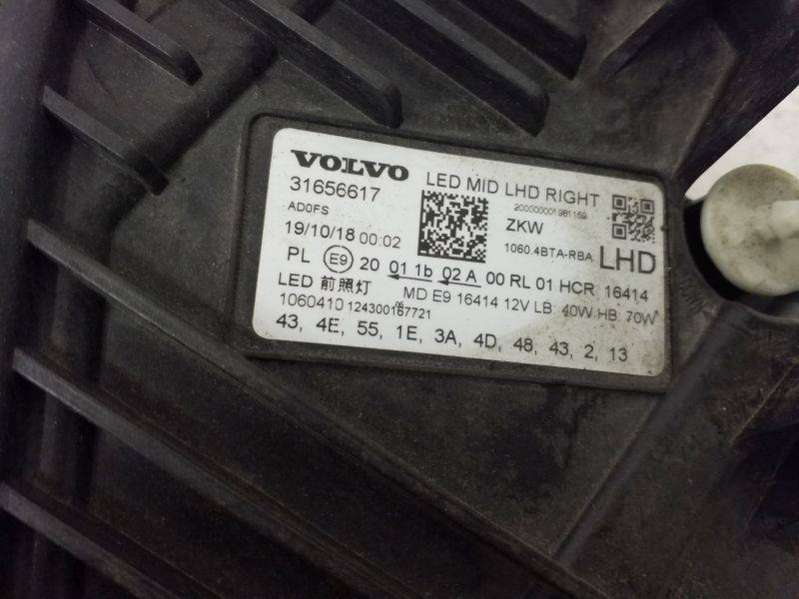 VOLVO LED MID LHD RIGHT
31656617 200000001981169
AD0FS ZKW
19/10/18 00:02 1060.4BTA-RBA LHD
PL E9 20 01 1b 02 A 00 RL 01 HCR 16414
LED 前照灯 MD E9 16414 12V LB: 40W HB: 70W
1060410 124300167721
43, 4E, 55, 1E, 3A, 4D, 48, 43, 2, 13